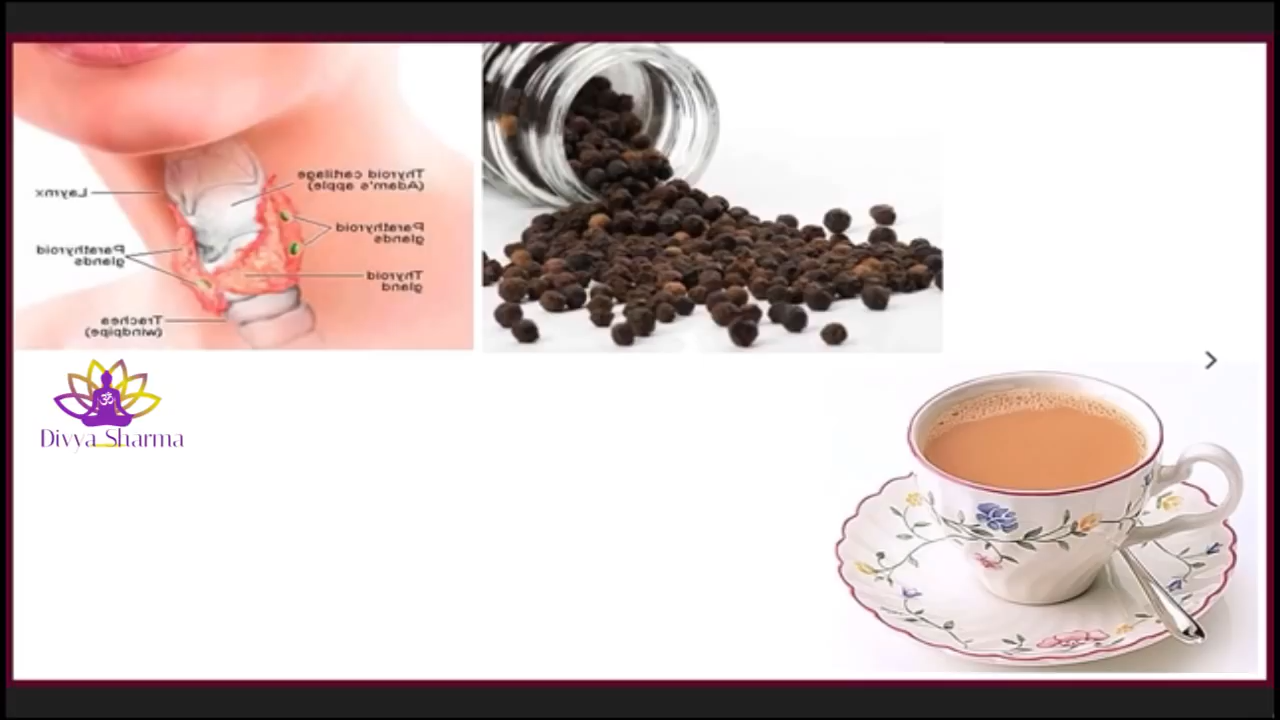 Thyroid cartilage
(Adam's apple)
Larynx
Parathyroid
glands
Parathyroid
glands
Thyroid
gland
Trachea
(windpipe)
ॐ
Divya Sharma